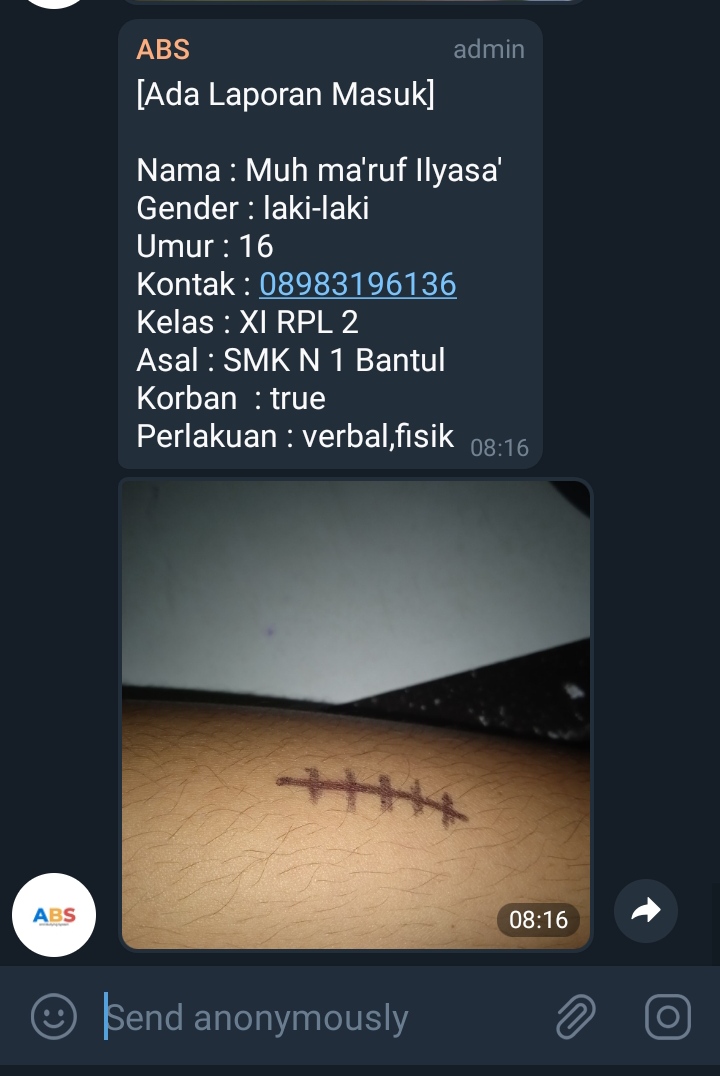 ABS admin
[Ada Laporan Masuk]
Nama : Muh ma'ruf Ilyasa'
Gender : laki-laki
Umur : 16
Kontak : 08983196136
Kelas : XI RPL 2
Asal : SMK N 1 Bantul
Korban : true
Perlakuan : verbal,fisik 08:16
08:16
ABS
Send anonymously